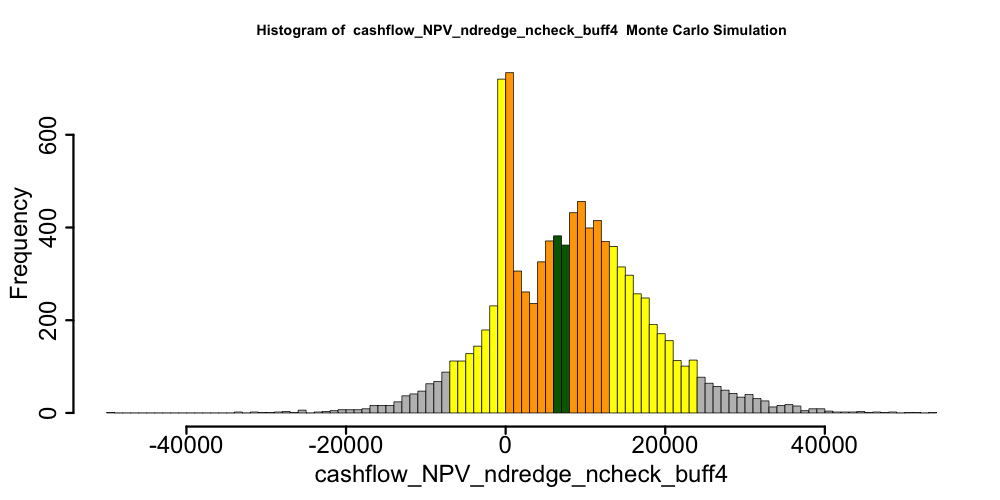 Histogram of cashflow_NPV_ndredge_ncheck_buff4 Monte Carlo Simulation
Frequency
600
400
200
0
-40000 -20000 0 20000 40000
cashflow_NPV_ndredge_ncheck_buff4